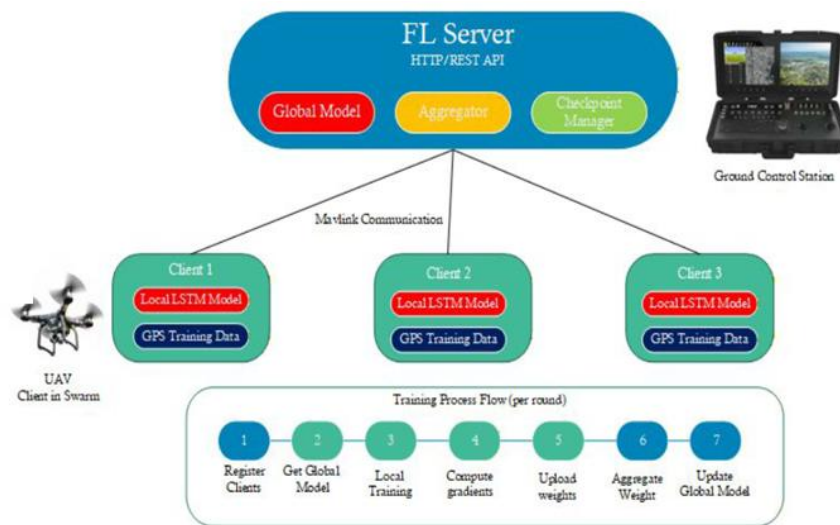 FL Server
HTTP/REST API
Global Model
Aggregator
Checkpoint
Manager
Ground Control Station
Mavlink Communication
Client 1
Local LSTM Model
GPS Training Data
Client 2
Local LSTM Model
GPS Training Data
Client 3
Local LSTM Model
GPS Training Data
UAV
Client in Swarm
Training Process Flow (per round)
1
2
3
4
5
6
7
Register
Clients
Get Global
Model
Local
Training
Compute
gradients
Upload
weights
Aggregate
Weight
Update
Global Model